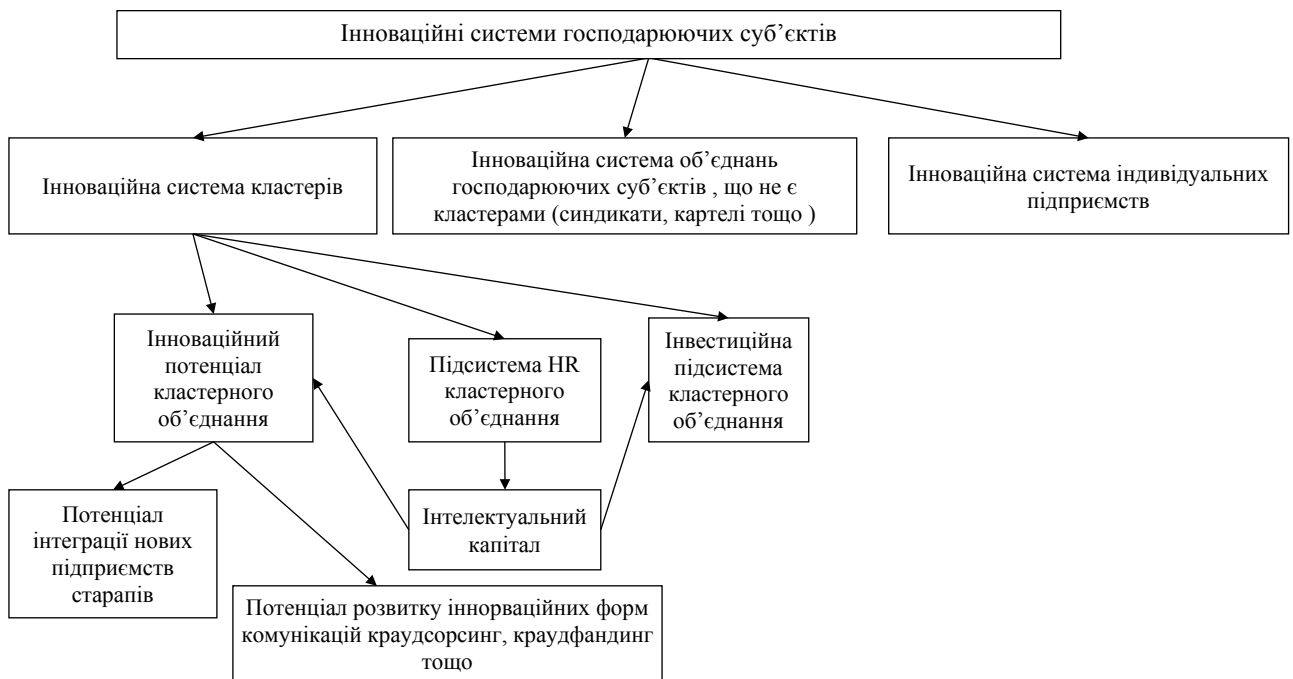 Інноваційні системи господарюючих суб’єктів
Інноваційна система кластерів
Інноваційна система об’єднань
господарюючих суб’єктів , що не є
кластерами (синдикати, картелі тощо )
Інноваційна система індивідуальних
підприємств
Інноваційний
потенціал
кластерного
об’єднання
Підсистема HR
кластерного
об’єднання
Інвестиційна
підсистема
кластерного
об’єднання
Потенціал
інтеграції нових
підприємств
старапів
Інтелектуальний
капітал
Потенціал розвитку іннорваційних форм
комунікацій краудсорсинг, краудфандинг
тощо